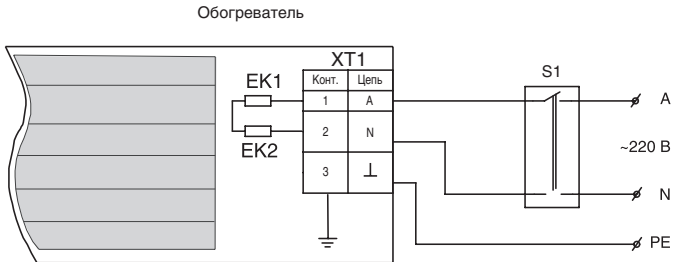 Обогреватель
XT1
Конт. Цепь
EK1
1 A
EK2
2 N
3 ⊥
S1
A
~220 В
N
PE